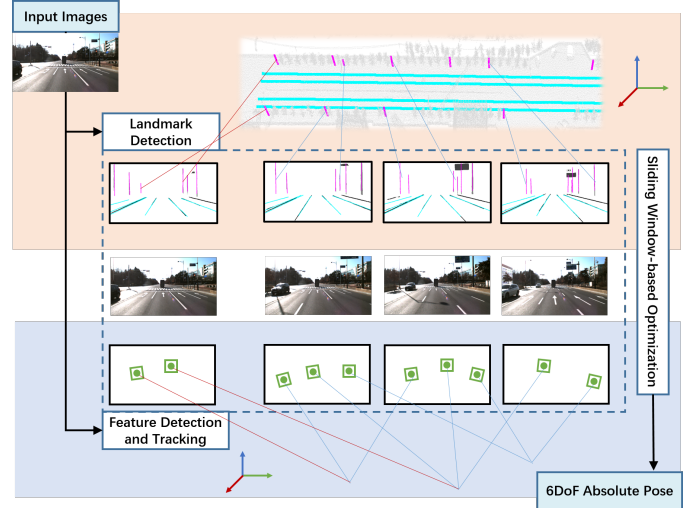 Input Images
Landmark
Detection
Sliding Window-based Optimization
Feature Detection
and Tracking
6DoF Absolute Pose